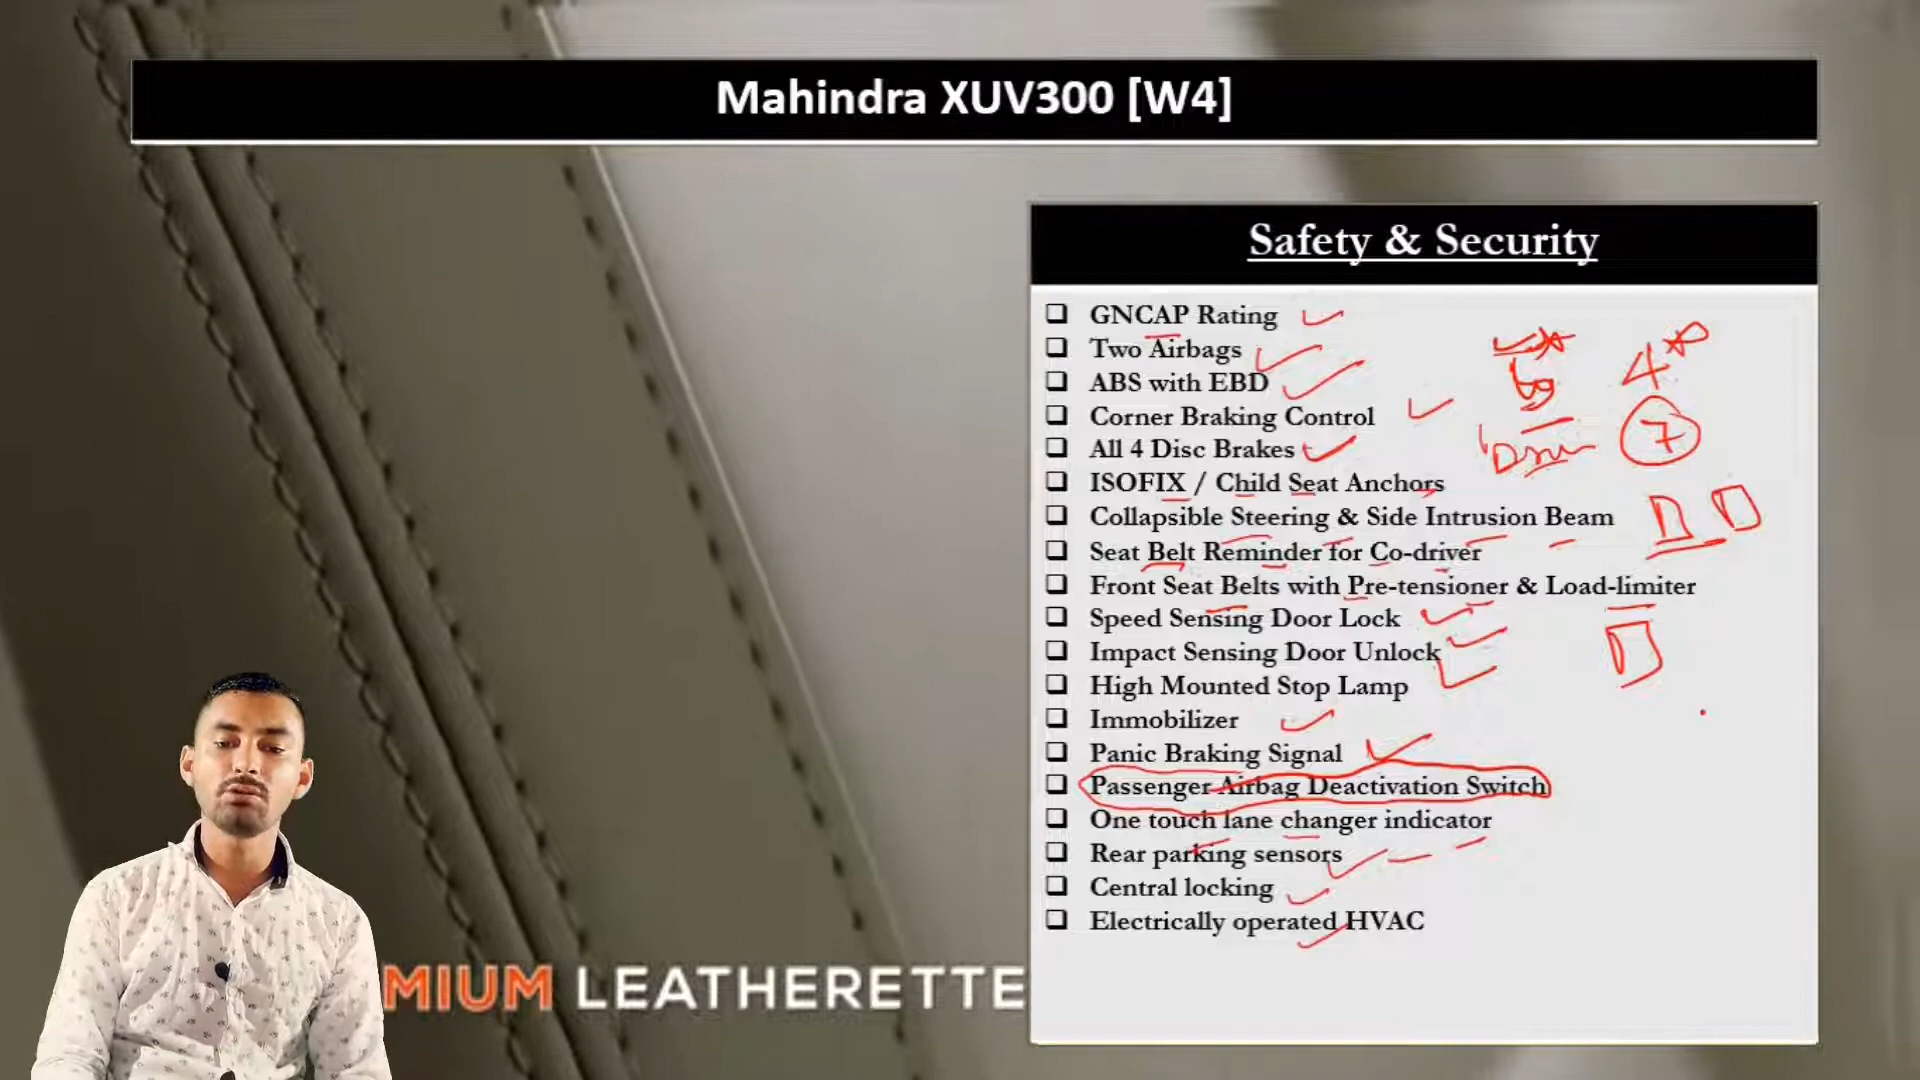 Mahindra XUV300 [W4]
Safety & Security
GNCAP Rating
Two Airbags
ABS with EBD
Corner Braking Control
All 4 Disc Brakes
ISOFIX / Child Seat Anchors
Collapsible Steering & Side Intrusion Beam
Seat Belt Reminder for Co-driver
Front Seat Belts with Pre-tensioner & Load-limiter
Speed Sensing Door Lock
Impact Sensing Door Unlock
High Mounted Stop Lamp
Immobilizer
Panic Braking Signal
Passenger Airbag Deactivation Switch
One touch lane changer indicator
Rear parking sensors
Central locking
Electrically operated HVAC
4
7
MIUM LEATHERETTE